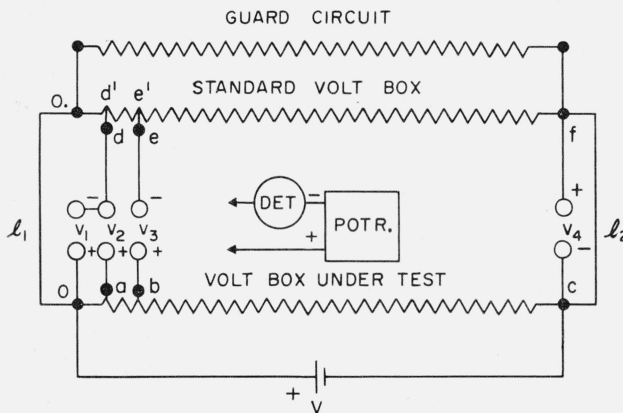 GUARD CIRCUIT
STANDARD VOLT BOX
O.
d'
e'
d
e
f
l₁
l₂
− − − +
V₁ V₂ V₃ V₄
+ + + −
DET
−
+
POTR.
VOLT BOX UNDER TEST
O
a
b
c
+
V